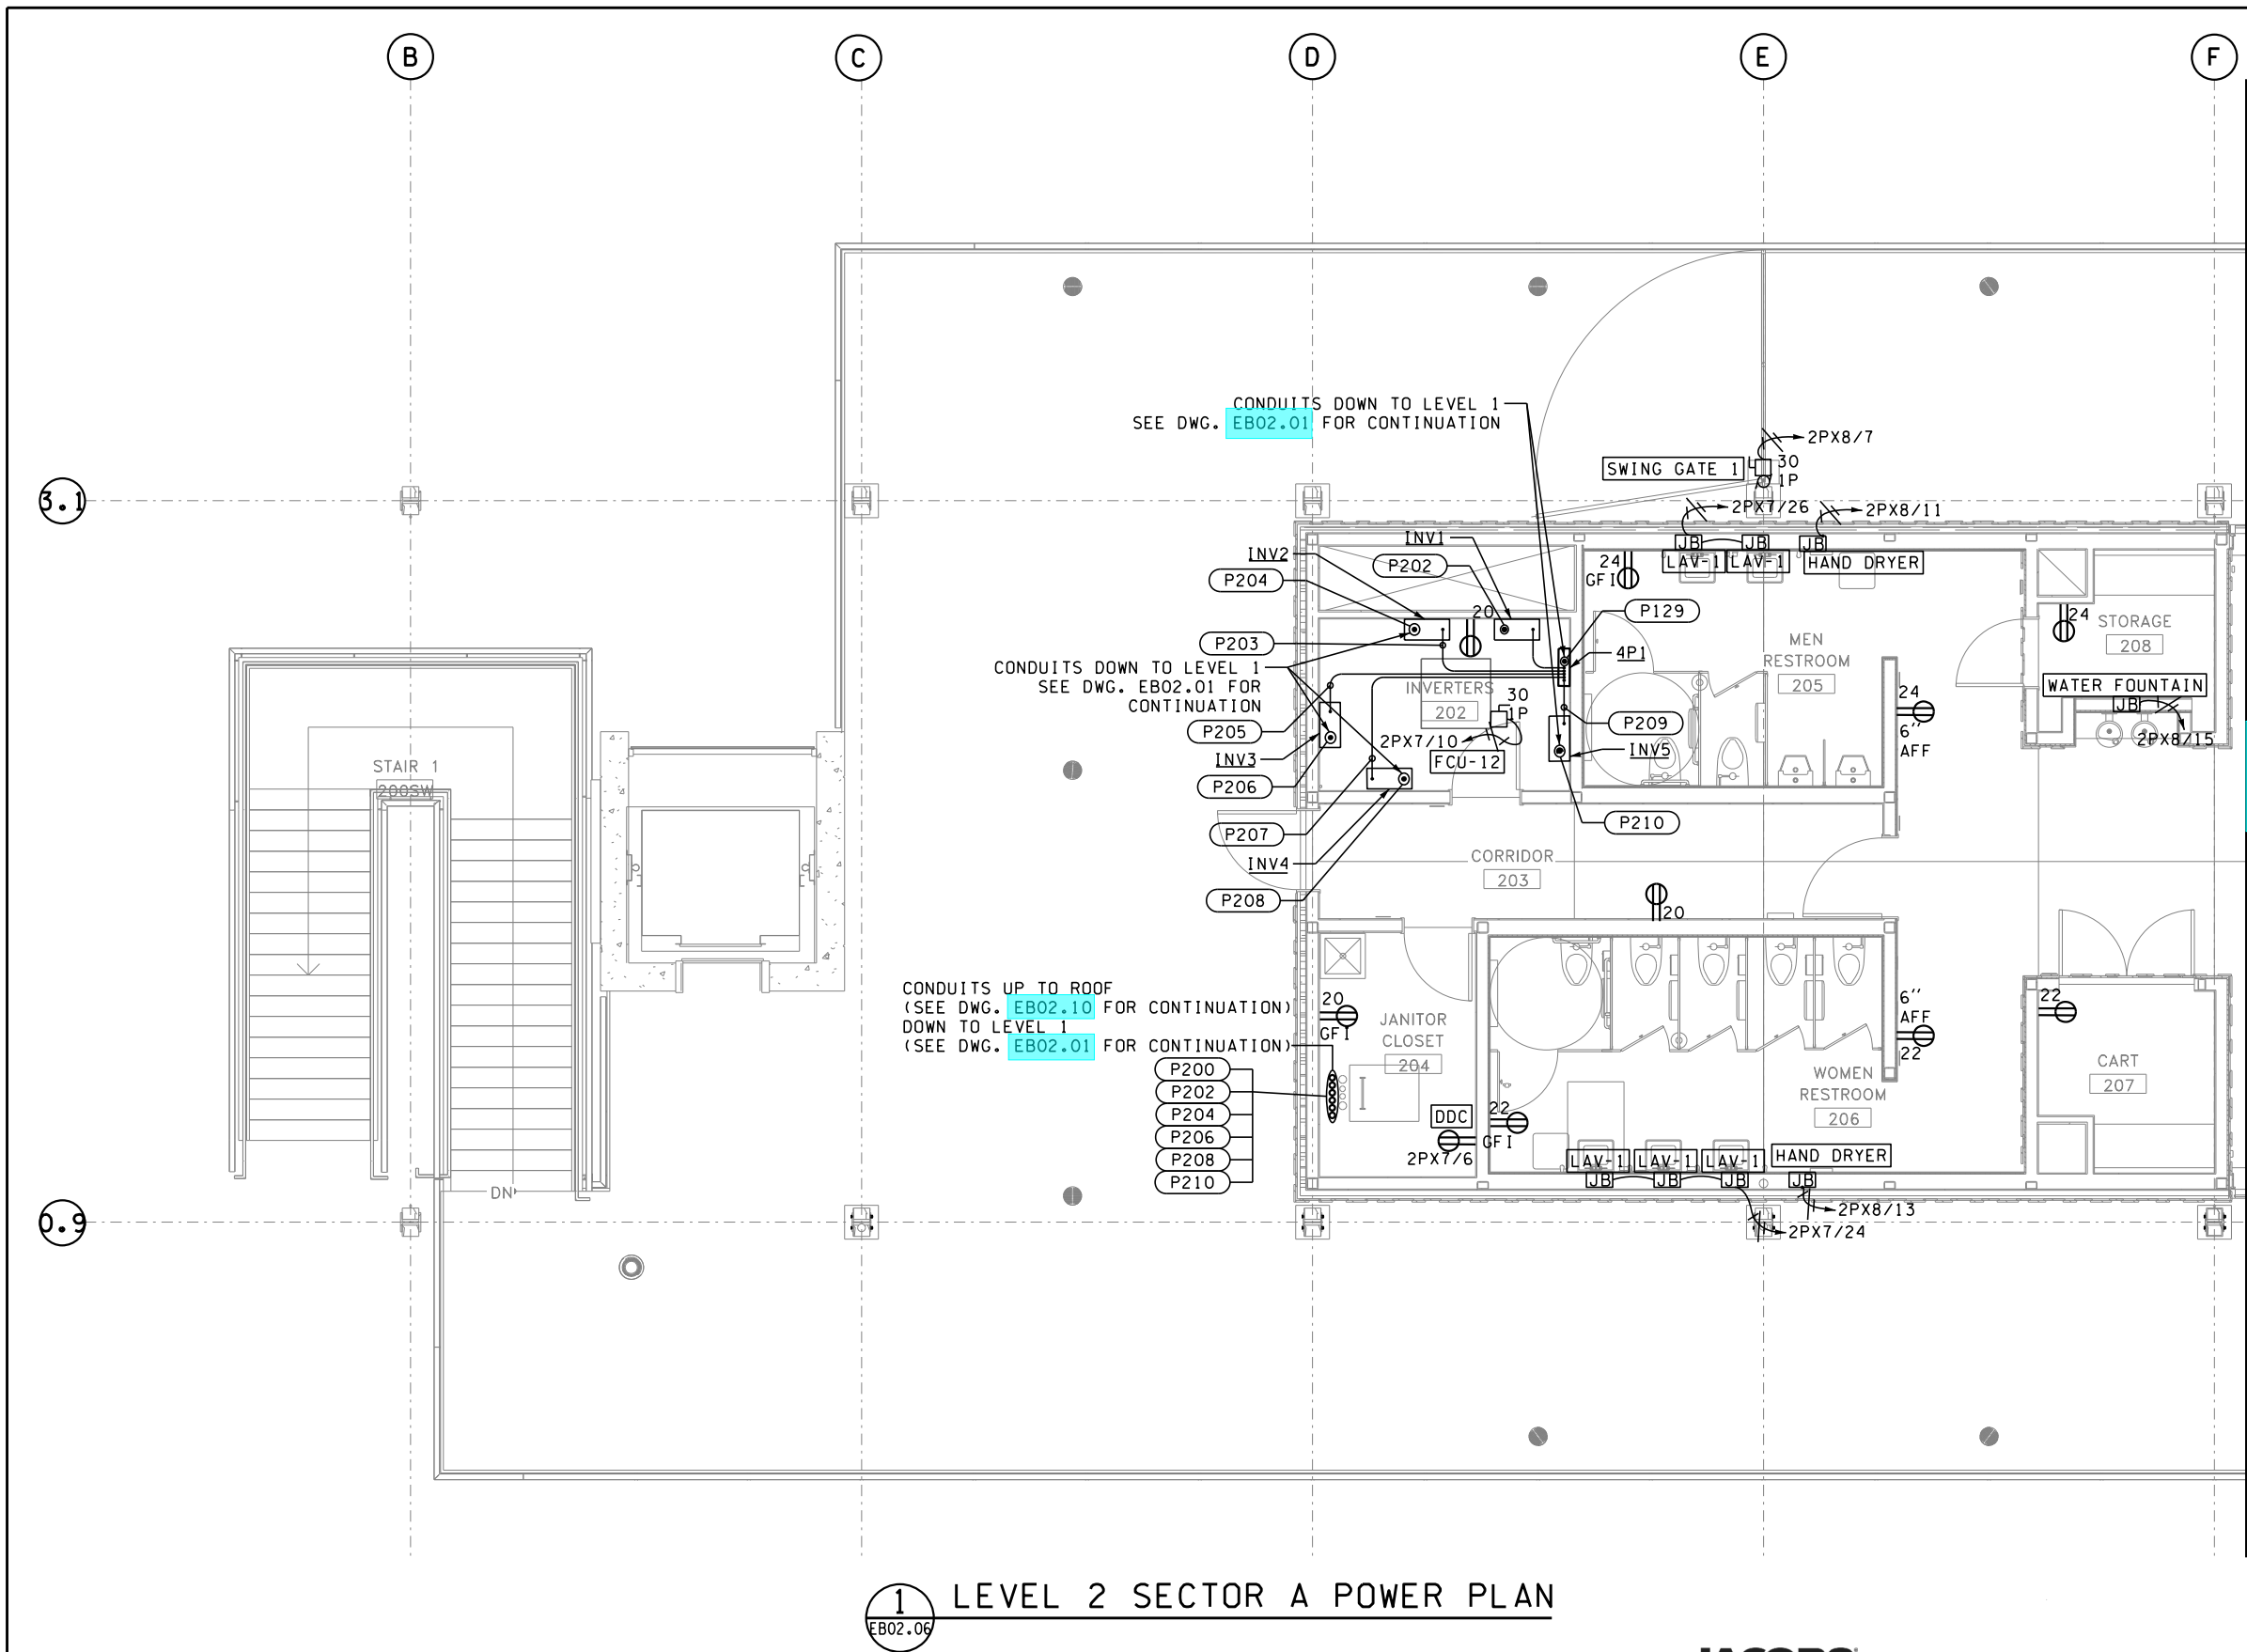 B
C
D
E
F
3.1
0.9
CONDUITS DOWN TO LEVEL 1
SEE DWG. EB02.01 FOR CONTINUATION
2PX8/7
SWING GATE 1
30
1P
2PX7/26
2PX8/11
JB
JB
JB
LAV-1
LAV-1
HAND DRYER
24
GFI
INV1
INV2
P202
P204
20
P129
P203
4P1
CONDUITS DOWN TO LEVEL 1
SEE DWG. EB02.01 FOR
CONTINUATION
INVERTERS
202
30
1P
P209
P205
2PX7/10
INV5
INV3
FCU-12
P206
P210
P207
INV4
P208
MEN
RESTROOM
205
24
6''
AFF
24
STORAGE
208
WATER FOUNTAIN
JB
2PX8/15
STAIR 1
200SW
DN
CORRIDOR
203
20
CONDUITS UP TO ROOF
(SEE DWG. EB02.10 FOR CONTINUATION)
DOWN TO LEVEL 1
(SEE DWG. EB02.01 FOR CONTINUATION)
P200
P202
P204
P206
P208
P210
20
GFI
JANITOR
CLOSET
204
DDC
2PX7/6
22
GFI
6''
AFF
22
WOMEN
RESTROOM
206
22
CART
207
LAV-1
LAV-1
LAV-1
HAND DRYER
JB
JB
JB
JB
2PX8/13
2PX7/24
1
EB02.06
LEVEL 2 SECTOR A POWER PLAN